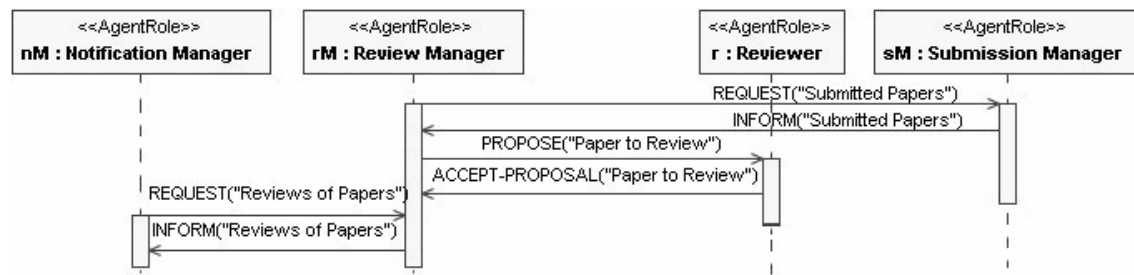 <<AgentRole>>
nM : Notification Manager
<<AgentRole>>
rM : Review Manager
<<AgentRole>>
r : Reviewer
<<AgentRole>>
sM : Submission Manager
REQUEST("Submitted Papers")
INFORM("Submitted Papers")
PROPOSE("Paper to Review")
ACCEPT-PROPOSAL("Paper to Review")
REQUEST("Reviews of Papers")
INFORM("Reviews of Papers")